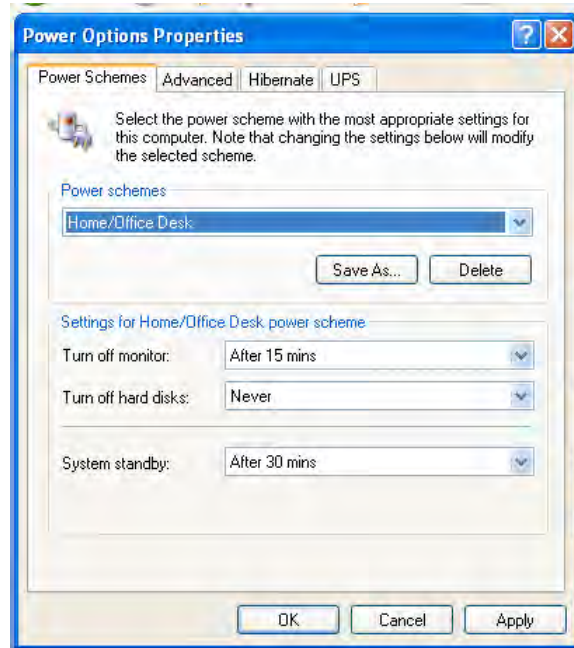 Power Options Properties
Power Schemes Advanced Hibernate UPS
Select the power scheme with the most appropriate settings for
this computer. Note that changing the settings below will modify
the selected scheme.
Power schemes
Home/Office Desk
Save As... Delete
Settings for Home/Office Desk power scheme
Turn off monitor: After 15 mins
Turn off hard disks: Never
System standby: After 30 mins
OK Cancel Apply